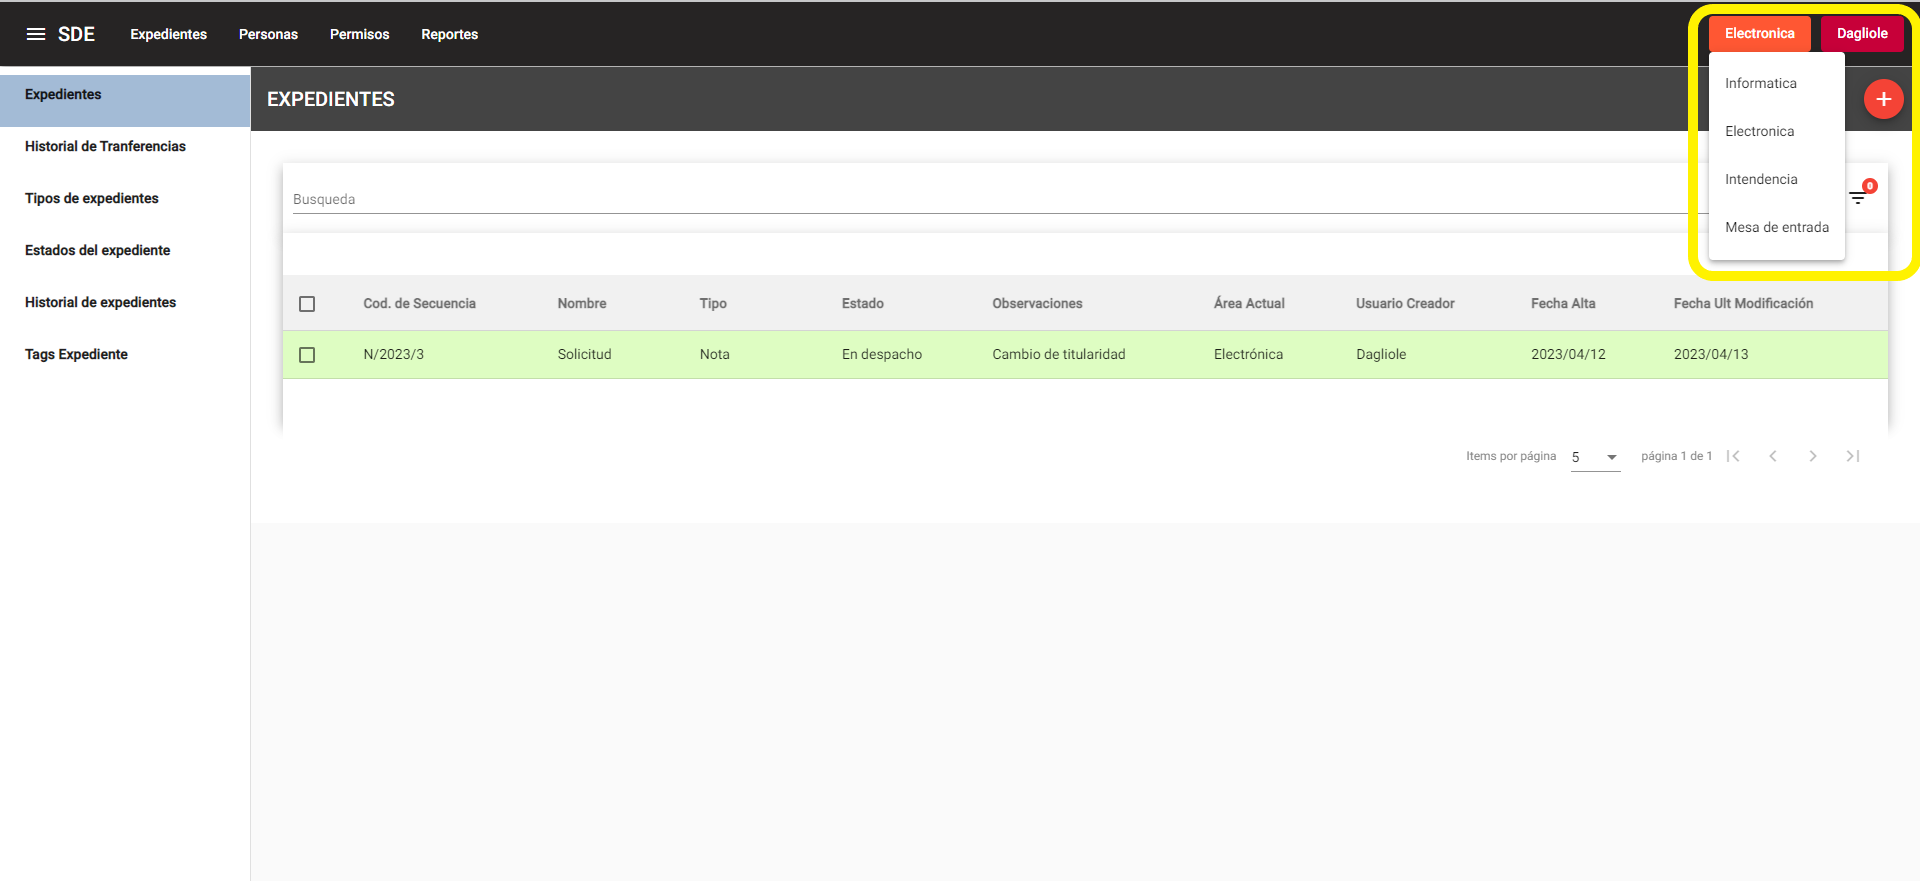 SDE Expedientes Personas Permisos Reportes Electronica Dagliole
Informatica
Electronica
Intendencia
Mesa de entrada
Expedientes
Historial de Tranferencias
Tipos de expedientes
Estados del expediente
Historial de expedientes
Tags Expediente
EXPEDIENTES +
Busqueda 0
Cod. de Secuencia Nombre Tipo Estado Observaciones Área Actual Usuario Creador Fecha Alta Fecha Ult Modificación
N/2023/3 Solicitud Nota En despacho Cambio de titularidad Electrónica Dagliole 2023/04/12 2023/04/13
Items por página 5 página 1 de 1